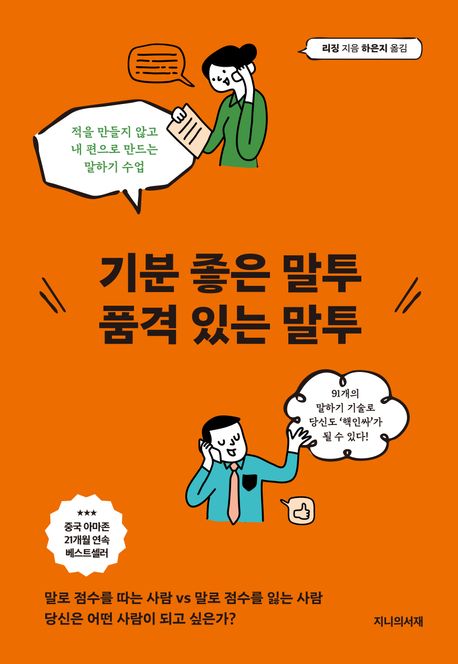 리징 지음 하은지 옮김
적을 만들지 않고
내 편으로 만드는
말하기 수업
기분 좋은 말투
품격 있는 말투
91개의
말하기 기술로
당신도 '핵인싸'가
될 수 있다!
★★★
중국 아마존
21개월 연속
베스트셀러
말로 점수를 따는 사람 vs 말로 점수를 잃는 사람
당신은 어떤 사람이 되고 싶은가?
지니의서재